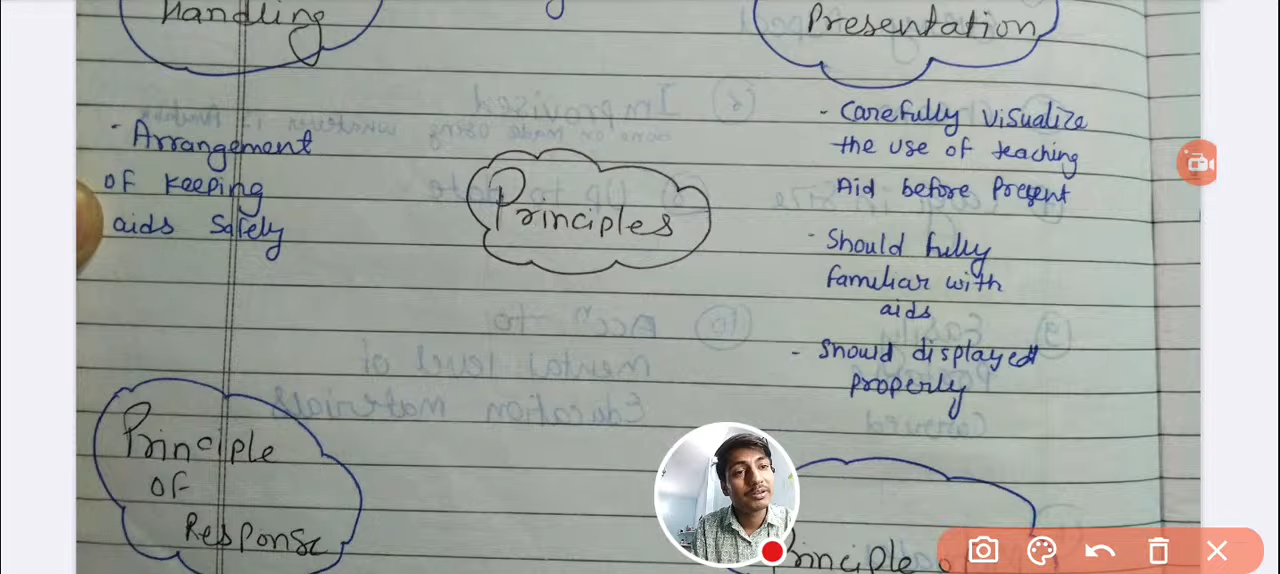 Handling
Presentation
- Arrangement
of keeping
aids Safely
Principles
- Carefully visualize
the use of teaching
Aid before Present
- Should fully
familiar with
aids
- Should displayed
properly
Principle
OF
Response
Principle